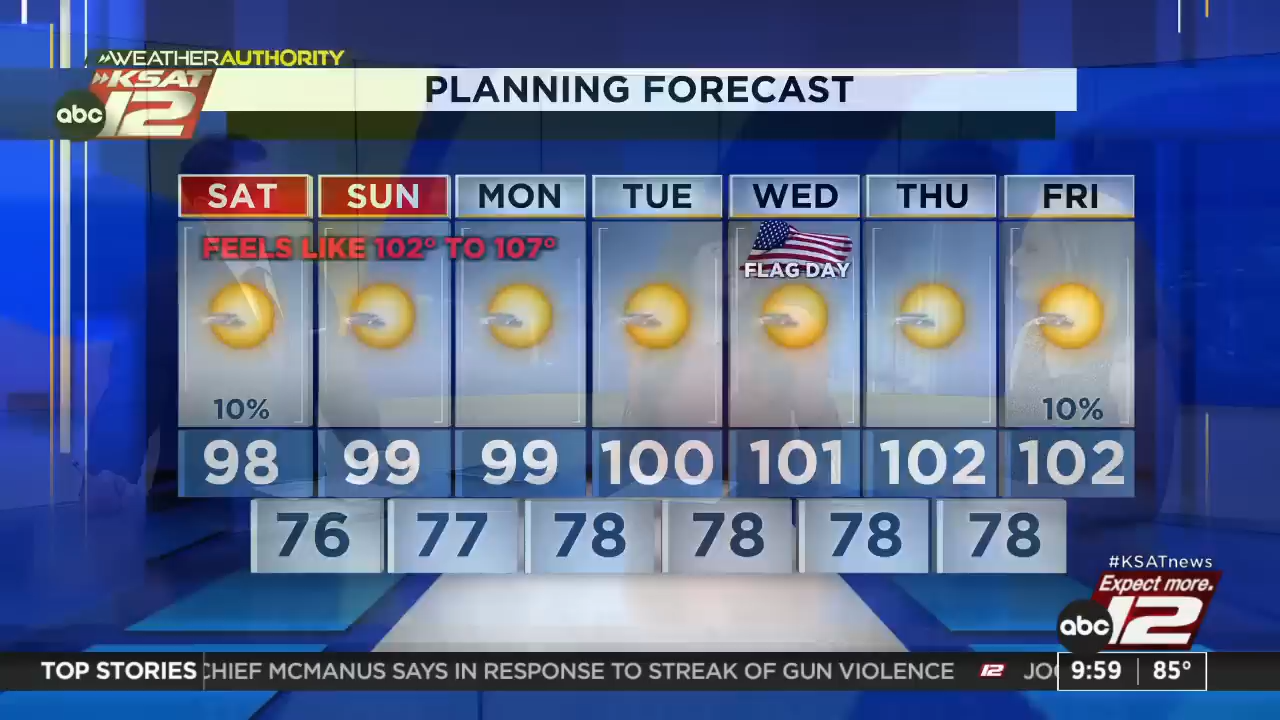 WEATHERAUTHORITY
KSAT
abc 12
PLANNING FORECAST
SAT SUN MON TUE WED THU FRI
FEELS LIKE 102° TO 107°
FLAG DAY
10% 10%
98 99 99 100 101 102 102
76 77 78 78 78 78
#KSATnews
Expect more.
abc 12
TOP STORIES CHIEF MCMANUS SAYS IN RESPONSE TO STREAK OF GUN VIOLENCE 12 JO 9:59 85°